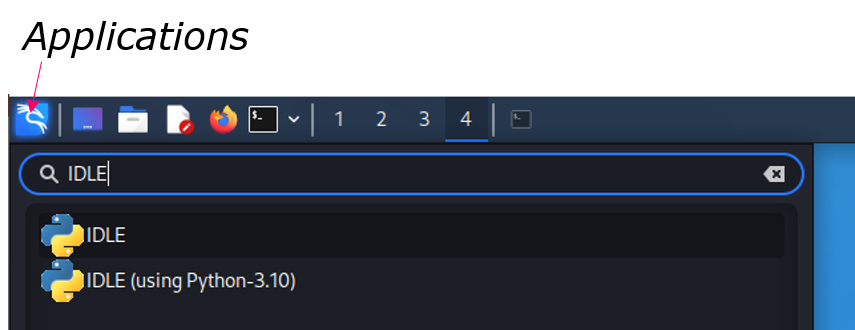 Applications
1 2 3 4
IDLE
IDLE
IDLE (using Python-3.10)